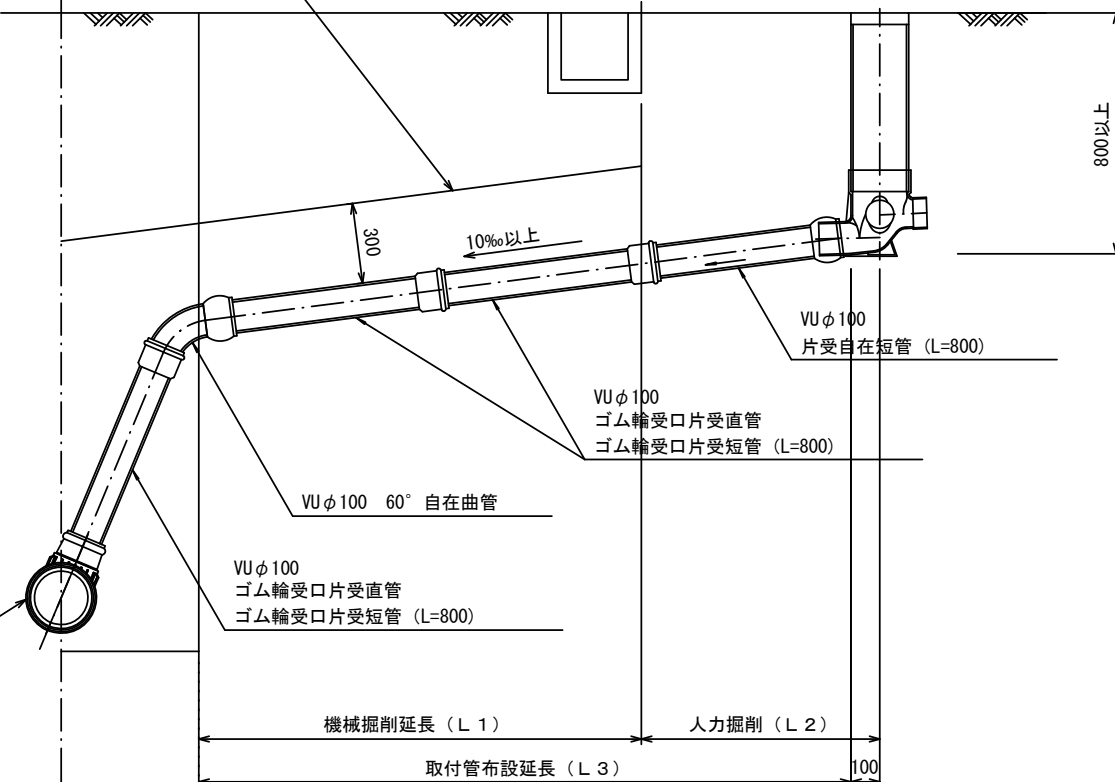 800以上
300
10‰以上
VUφ100
片受自在短管（L=800）
VUφ100
ゴム輪受口片受直管
ゴム輪受口片受短管（L=800）
VUφ100　60°自在曲管
VUφ100
ゴム輪受口片受直管
ゴム輪受口片受短管（L=800）
機械掘削延長（Ｌ１）
人力掘削（Ｌ２）
取付管布設延長（Ｌ３）
100